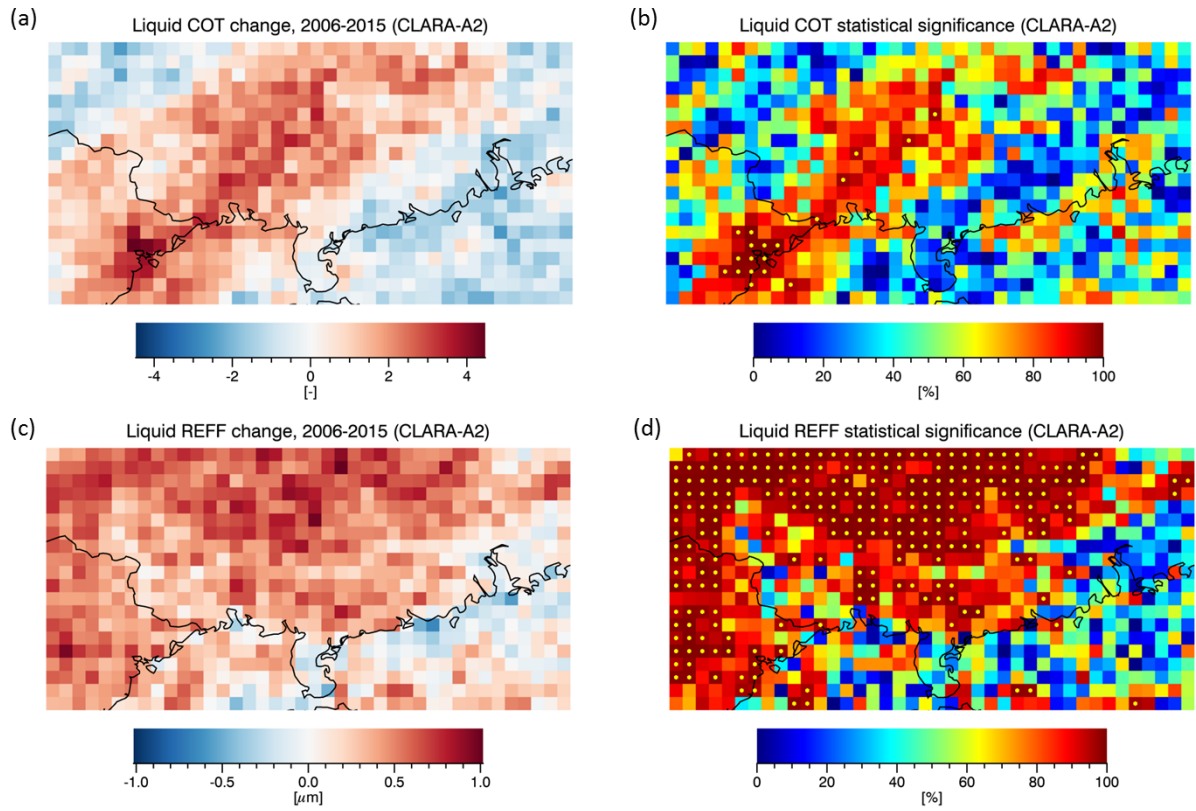 (a)
Liquid COT change, 2006-2015 (CLARA-A2)
-4 -2 0 2 4
[-]
(b)
Liquid COT statistical significance (CLARA-A2)
0 20 40 60 80 100
[%]
(c)
Liquid REFF change, 2006-2015 (CLARA-A2)
-1.0 -0.5 0.0 0.5 1.0
[μm]
(d)
Liquid REFF statistical significance (CLARA-A2)
0 20 40 60 80 100
[%]